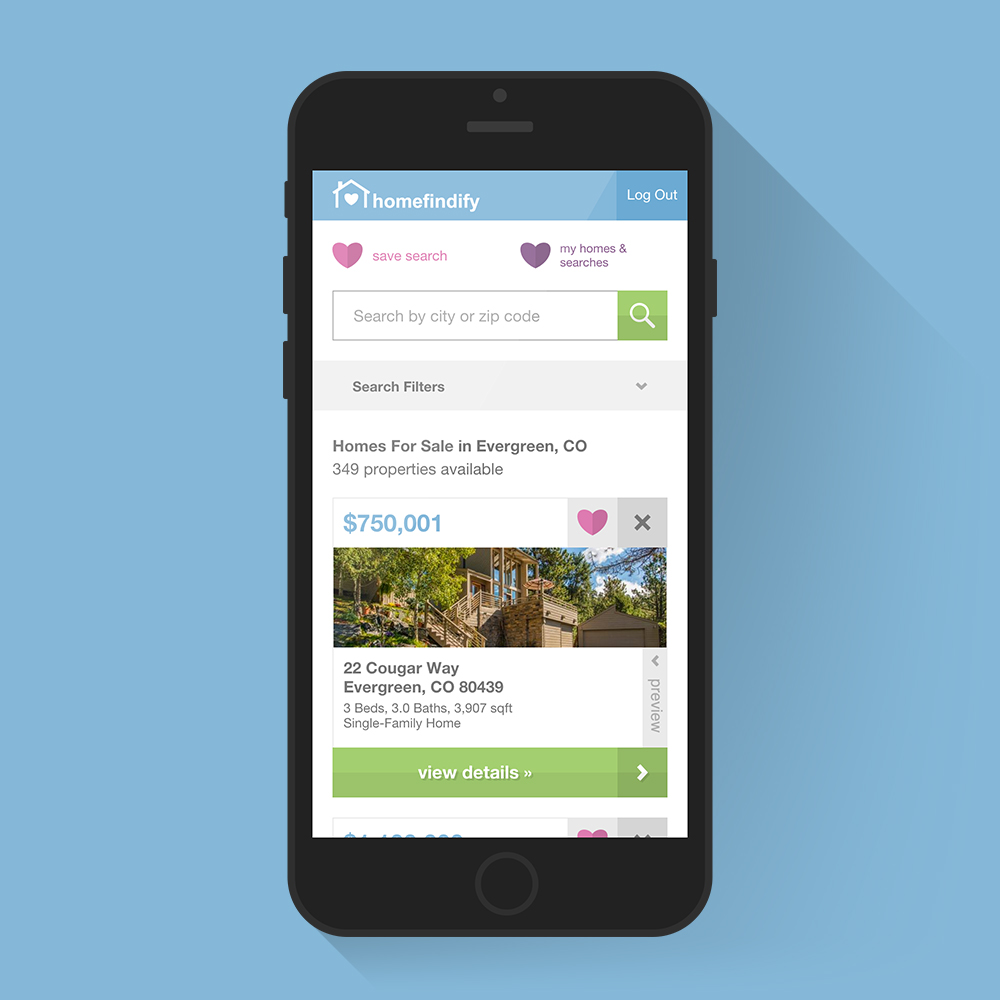 homefindify
Log Out
save search
my homes &
searches
Search by city or zip code
Search Filters
Homes For Sale in Evergreen, CO
349 properties available
$750,001
22 Cougar Way
Evergreen, CO 80439
3 Beds, 3.0 Baths, 3,907 sqft
Single-Family Home
preview
view details »